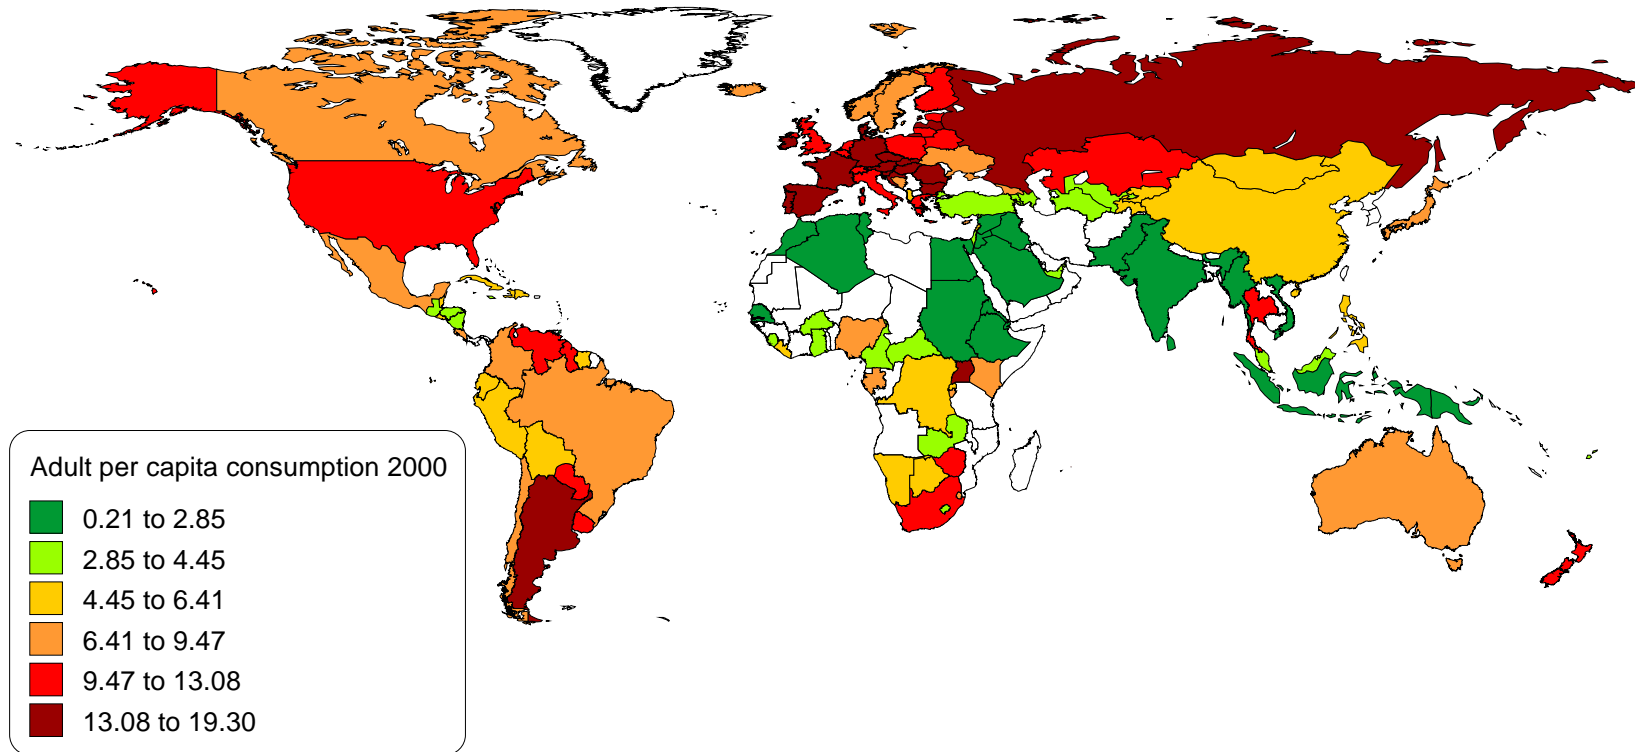 Adult per capita consumption 2000
0.21 to 2.85
2.85 to 4.45
4.45 to 6.41
6.41 to 9.47
9.47 to 13.08
13.08 to 19.30